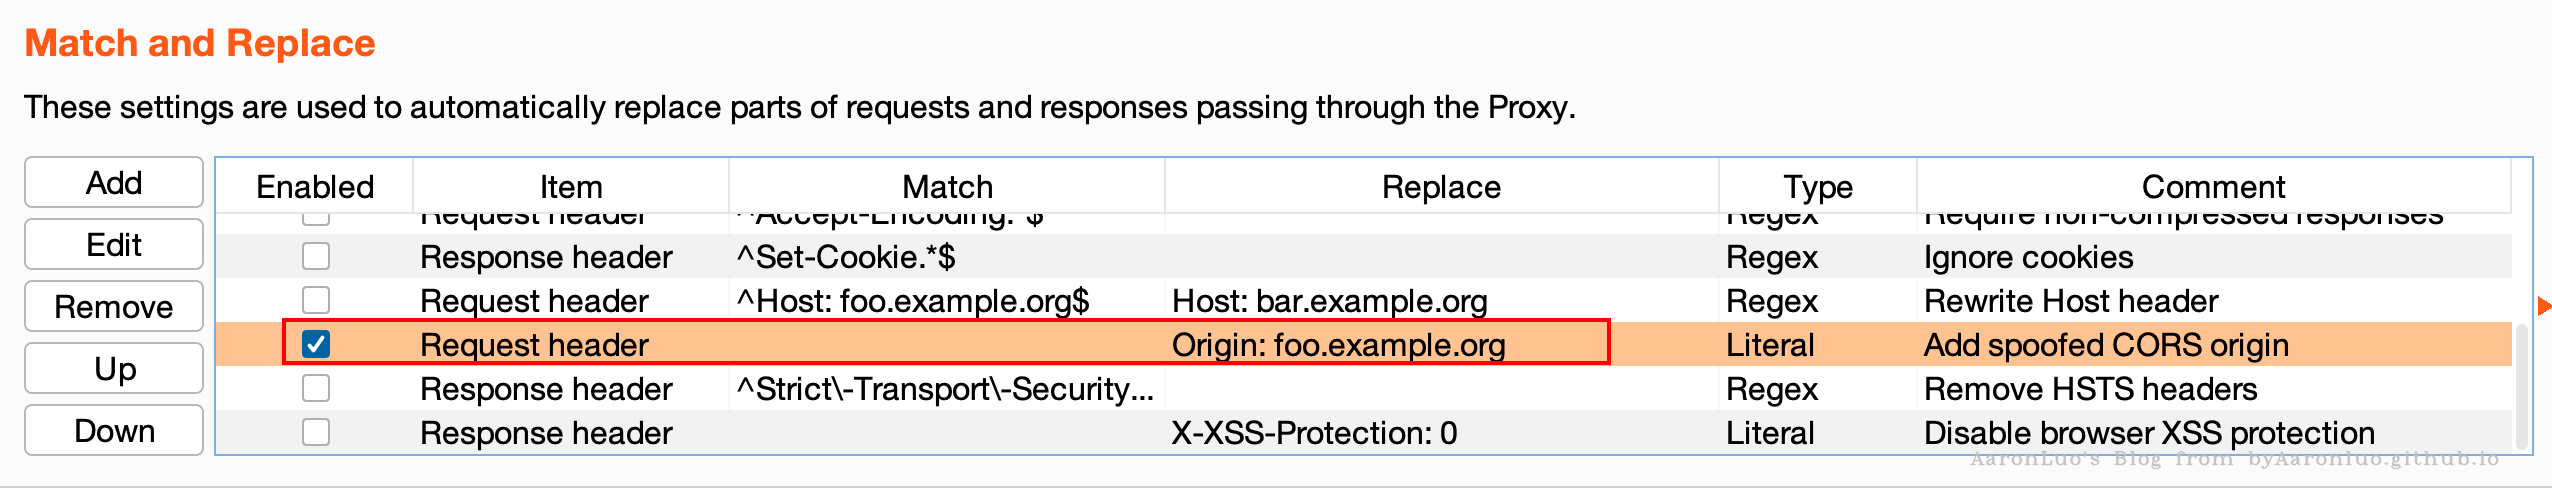 Match and Replace
These settings are used to automatically replace parts of requests and responses passing through the Proxy.
Add
Edit
Remove
Up
Down
Enabled Item Match Replace Type Comment
Request header ^Accept-Encoding.*$ Regex Require non-compressed responses
Response header ^Set-Cookie.*$ Regex Ignore cookies
Request header ^Host: foo.example.org$ Host: bar.example.org Regex Rewrite Host header
Request header Origin: foo.example.org Literal Add spoofed CORS origin
Response header ^Strict\-Transport\-Security... Regex Remove HSTS headers
Response header X-XSS-Protection: 0 Literal Disable browser XSS protection
AaronLuo's Blog from byAaronluo.github.io